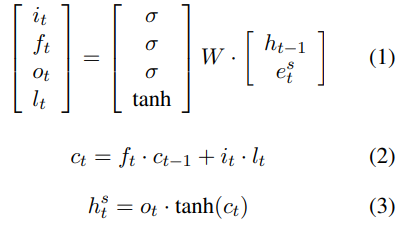 [ i_t f_t o_t l_t ] = [ σ σ σ tanh ] W · [ h_{t−1} e_t^s ] (1)
c_t = f_t · c_{t−1} + i_t · l_t (2)
h_t^s = o_t · tanh(c_t) (3)